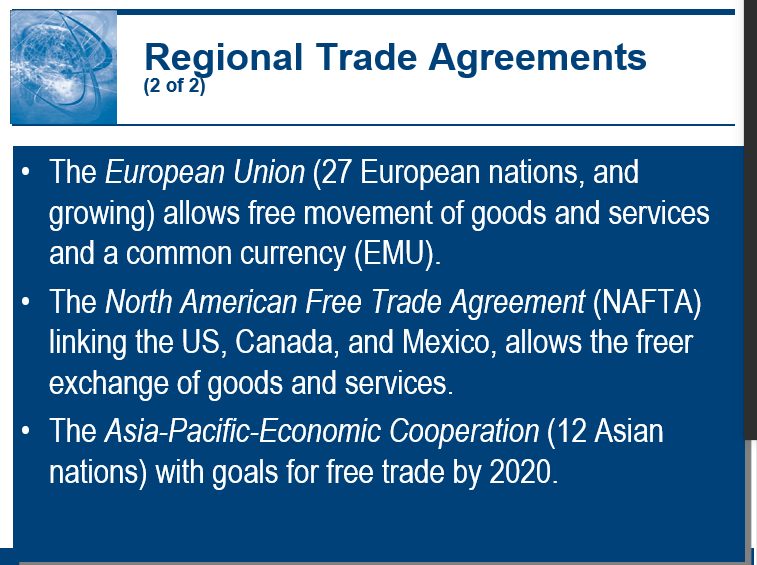 Regional Trade Agreements
(2 of 2)
• The European Union (27 European nations, and
growing) allows free movement of goods and services
and a common currency (EMU).
• The North American Free Trade Agreement (NAFTA)
linking the US, Canada, and Mexico, allows the freer
exchange of goods and services.
• The Asia-Pacific-Economic Cooperation (12 Asian
nations) with goals for free trade by 2020.